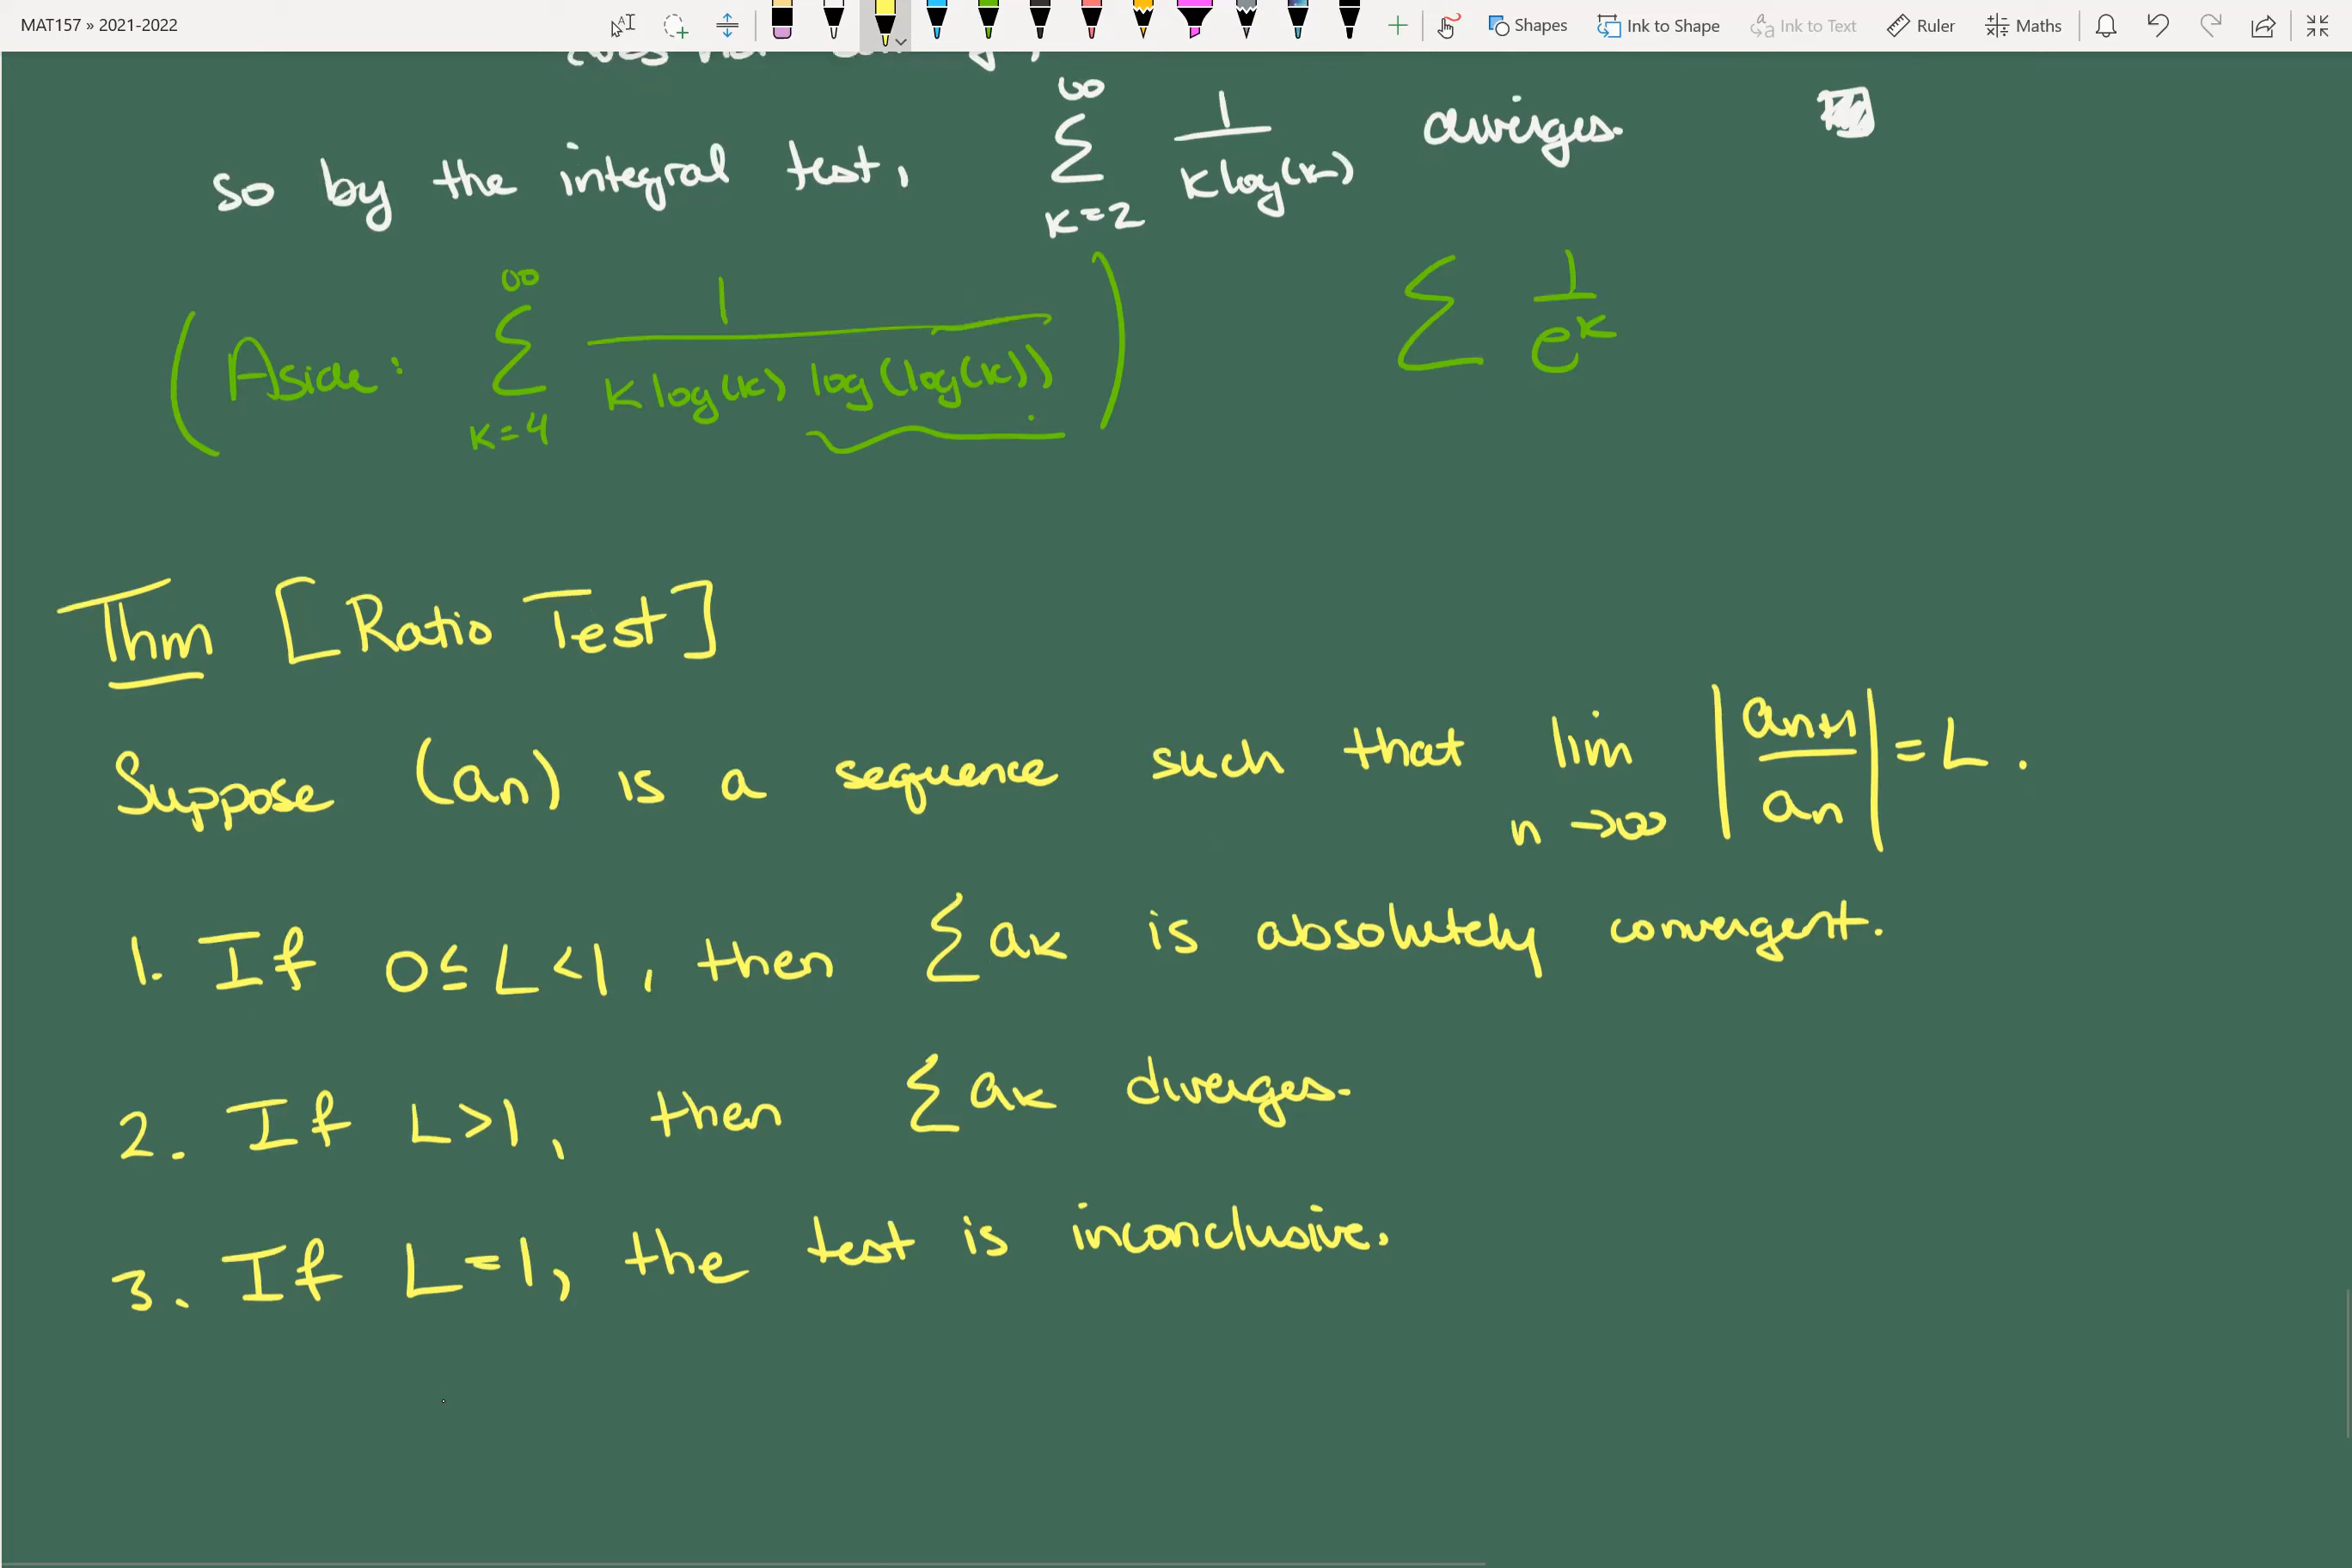 MAT157 » 2021-2022
Shapes Ink to Shape Ink to Text Ruler Maths
so by the integral test, ∞ ∑ k=2 1/(k log(k)) diverges.
(Aside: ∞ ∑ k=4 1/(k log(k) log(log(k)))) ∑ 1/e^k
Thm [Ratio Test]
Suppose (an) is a sequence such that lim n→∞ |an+1/an| = L.
1. If 0≤L<1, then ∑ak is absolutely convergent.
2. If L>1, then ∑ak diverges.
3. If L=1, the test is inconclusive.